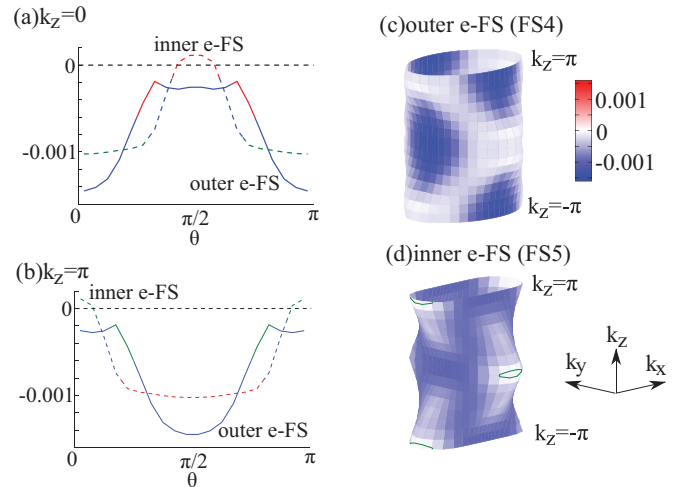 (a)kz=0
inner e-FS
0
-0.001
outer e-FS
0
π/2
π
θ
(b)kz=π
inner e-FS
0
-0.001
outer e-FS
0
π/2
π
θ
(c)outer e-FS (FS4)
kz=π
0.001
0
-0.001
kz=-π
(d)inner e-FS (FS5)
kz=π
kz
ky
kx
kz=-π